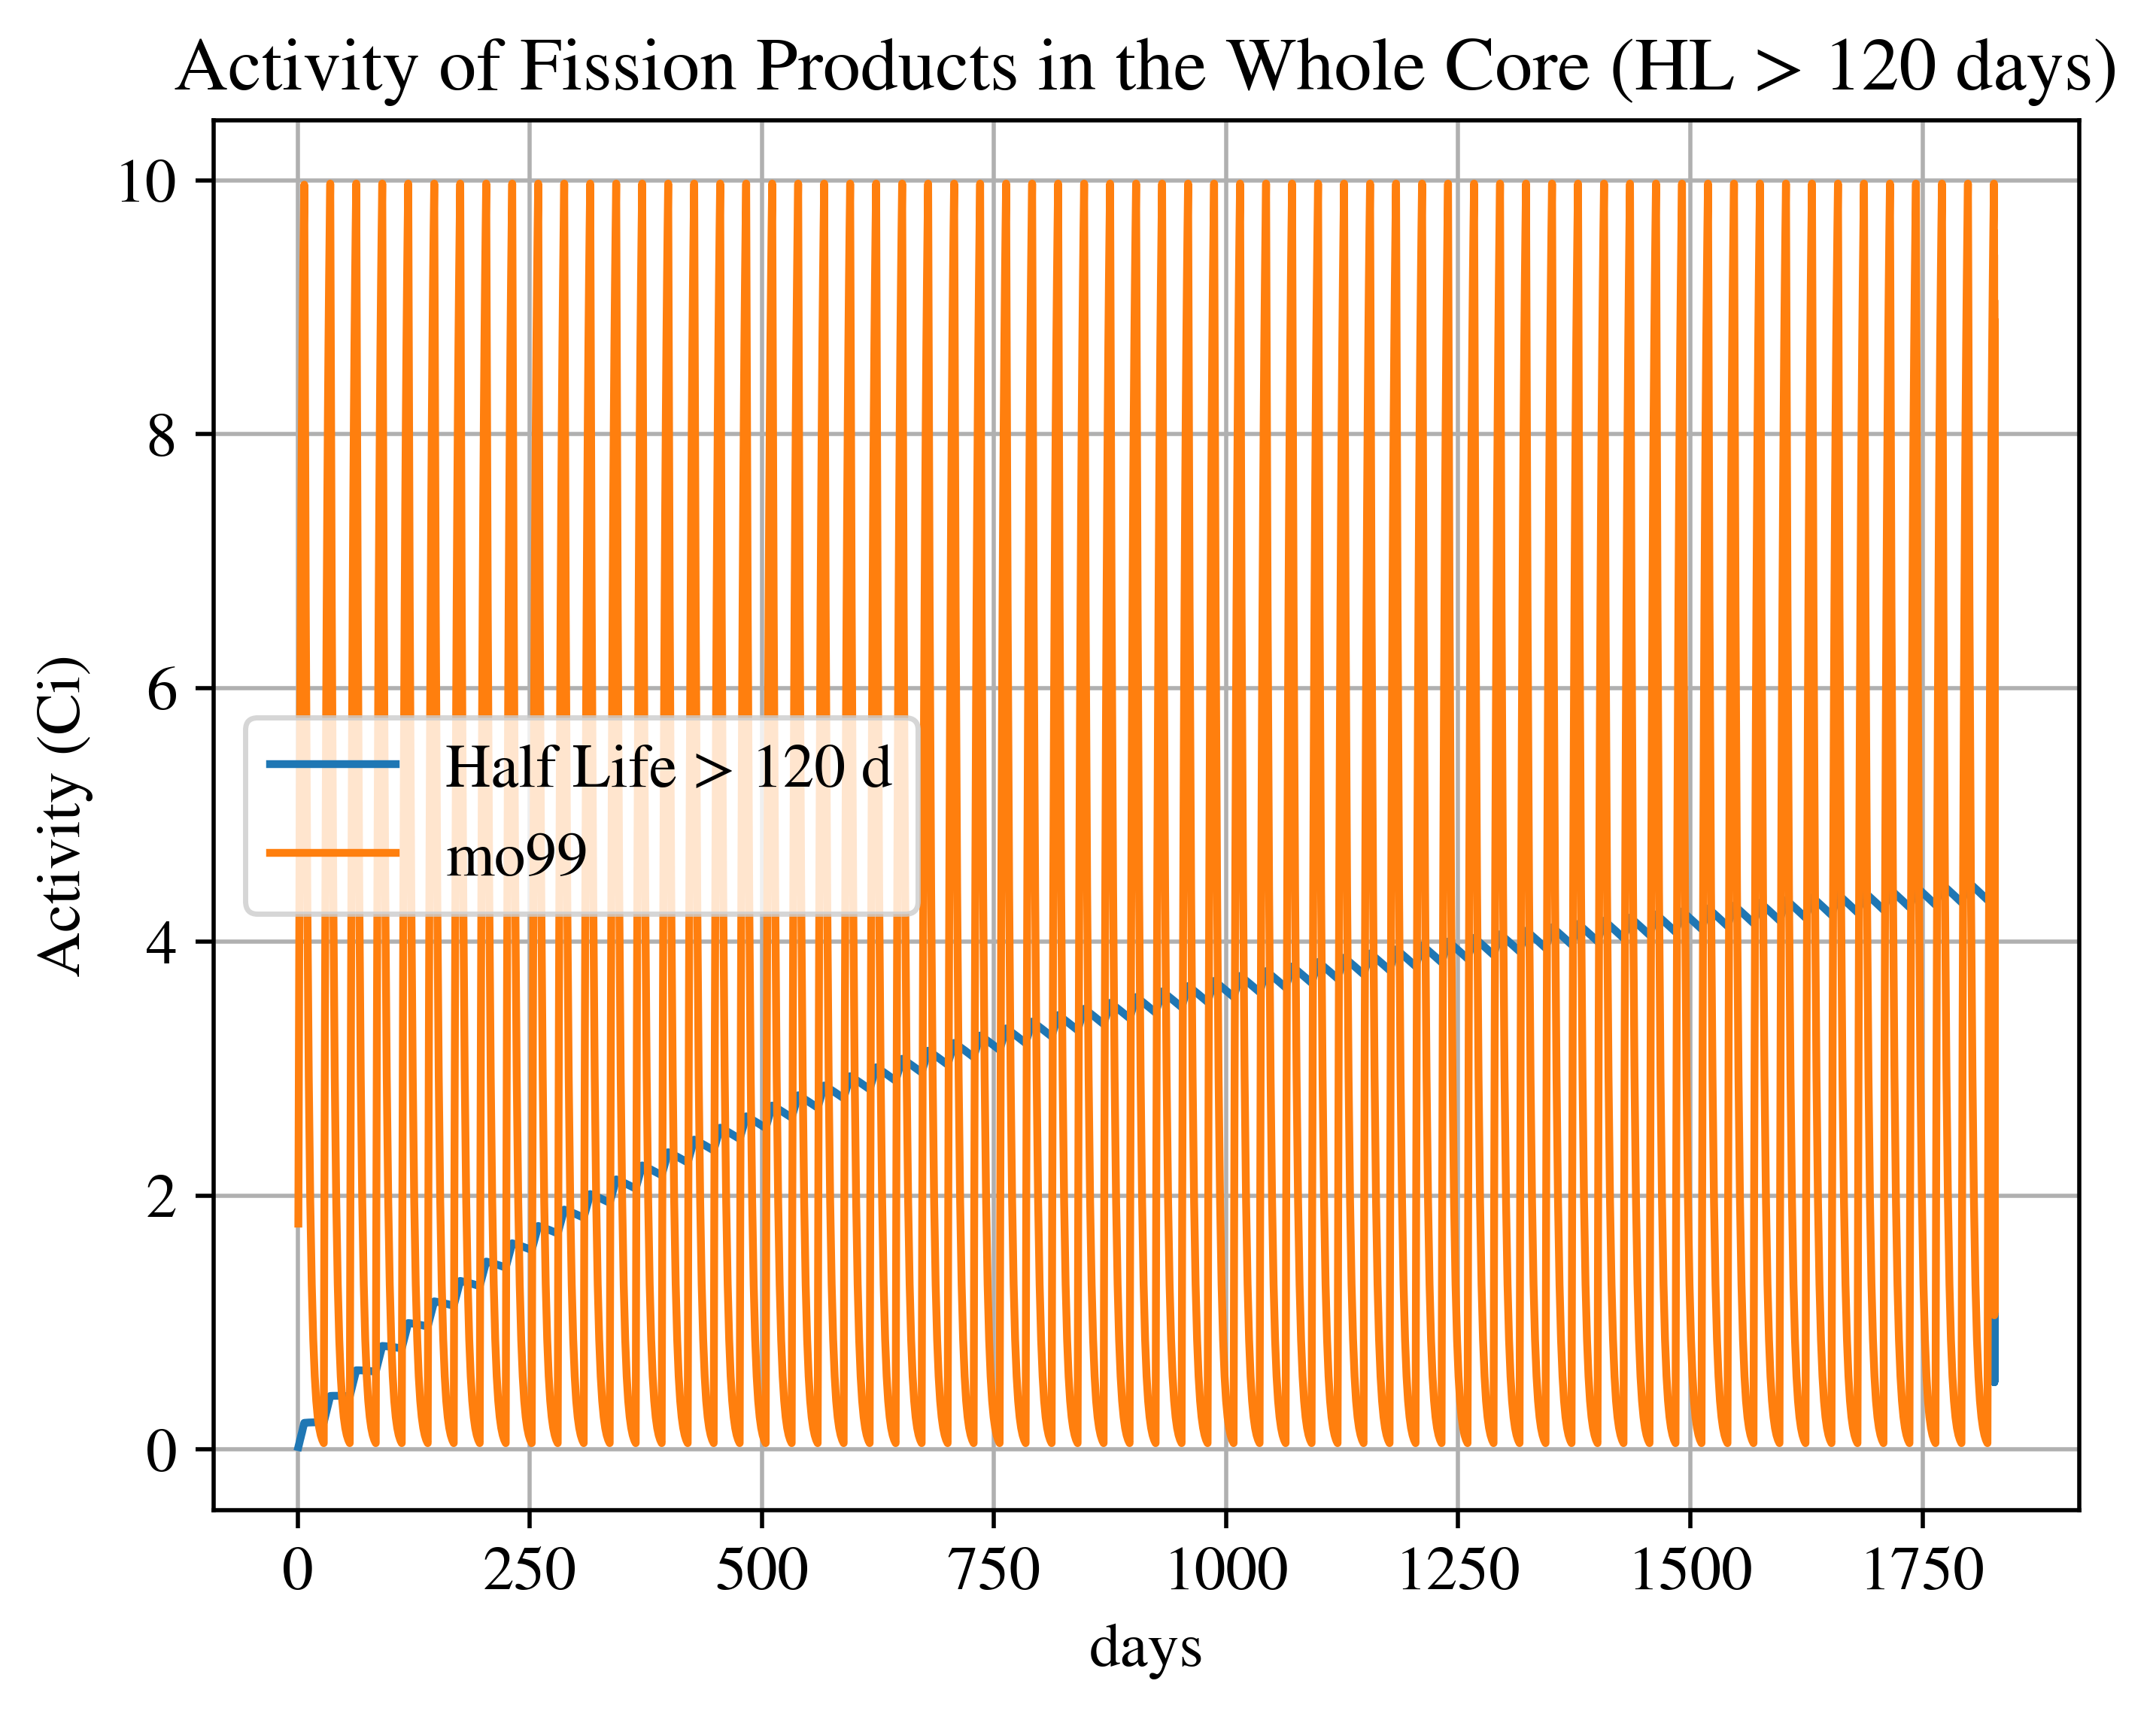 Activity of Fission Products in the Whole Core (HL > 120 days)
10
8
6
4
2
0
Activity (Ci)
Half Life > 120 d
mo99
0 250 500 750 1000 1250 1500 1750
days